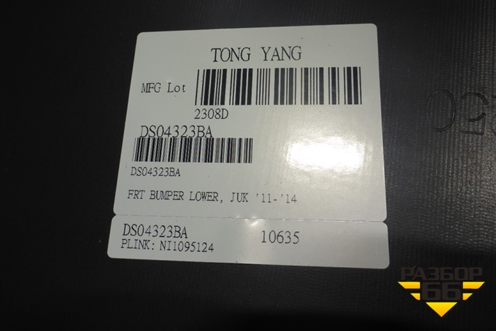 TONG YANG
MFG Lot
2308D
DS04323BA
DS04323BA
FRT BUMPER LOWER, JUK '11-'14
DS04323BA 10635
PLINK: NI1095124
РАЗБОР
66